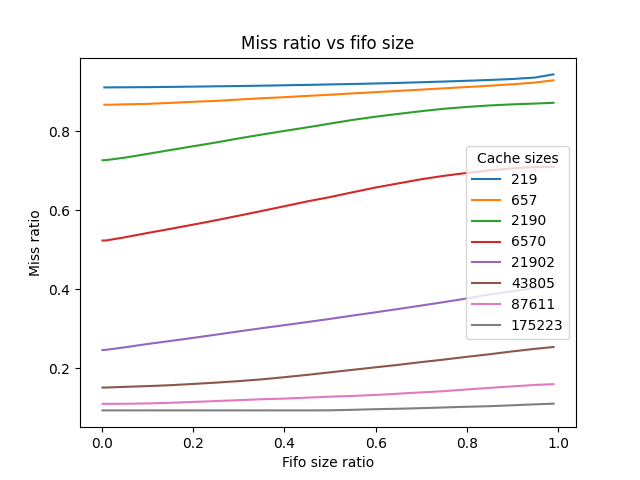 Miss ratio vs fifo size
Miss ratio
0.8
0.6
0.4
0.2
Cache sizes
219
657
2190
6570
21902
43805
87611
175223
0.0 0.2 0.4 0.6 0.8 1.0
Fifo size ratio